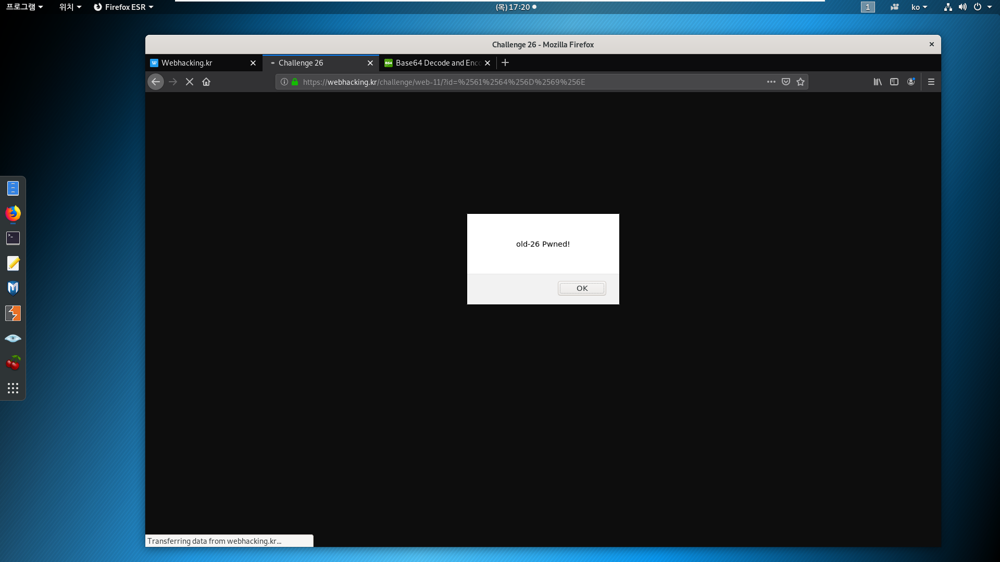 프로그램 위치 Firefox ESR (목) 17:20 1 ko
Challenge 26 - Mozilla Firefox
Webhacking.kr Challenge 26 B64 Base64 Decode and Enc
https://webhacking.kr/challenge/web-11/?id=%2561%2564%256D%2569%256E
old-26 Pwned!
OK
Transferring data from webhacking.kr...